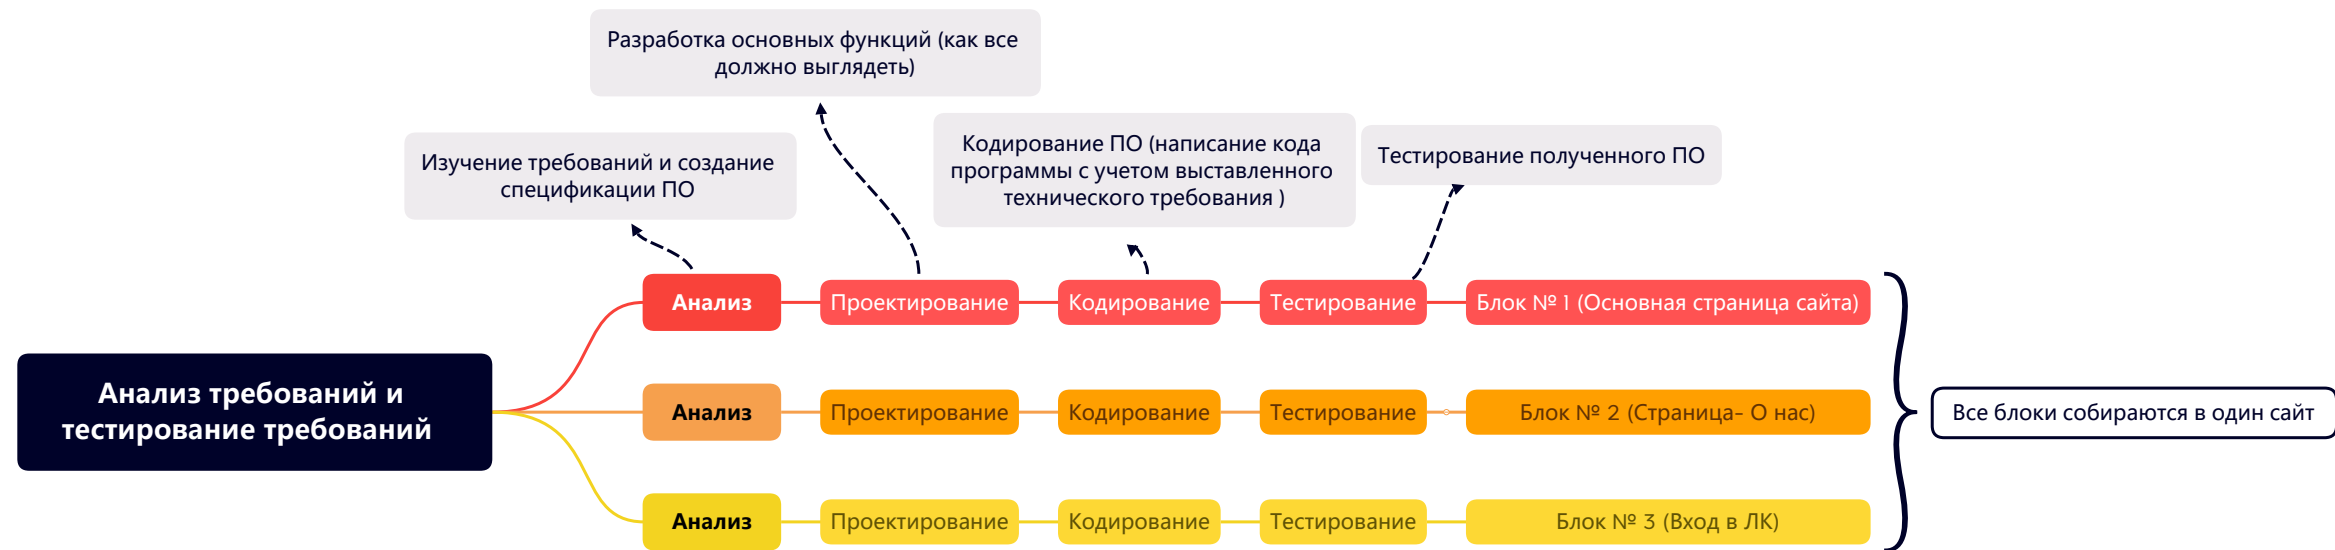 Разработка основных функций (как все
должно выглядеть)
Изучение требований и создание
спецификации ПО
Кодирование ПО (написание кода
программы с учетом выставленного
технического требования )
Тестирование полученного ПО
Анализ требований и
тестирование требований
Анализ
Проектирование
Кодирование
Тестирование
Блок № 1 (Основная страница сайта)
Анализ
Проектирование
Кодирование
Тестирование
Блок № 2 (Страница- О нас)
Анализ
Проектирование
Кодирование
Тестирование
Блок № 3 (Вход в ЛК)
Все блоки собираются в один сайт